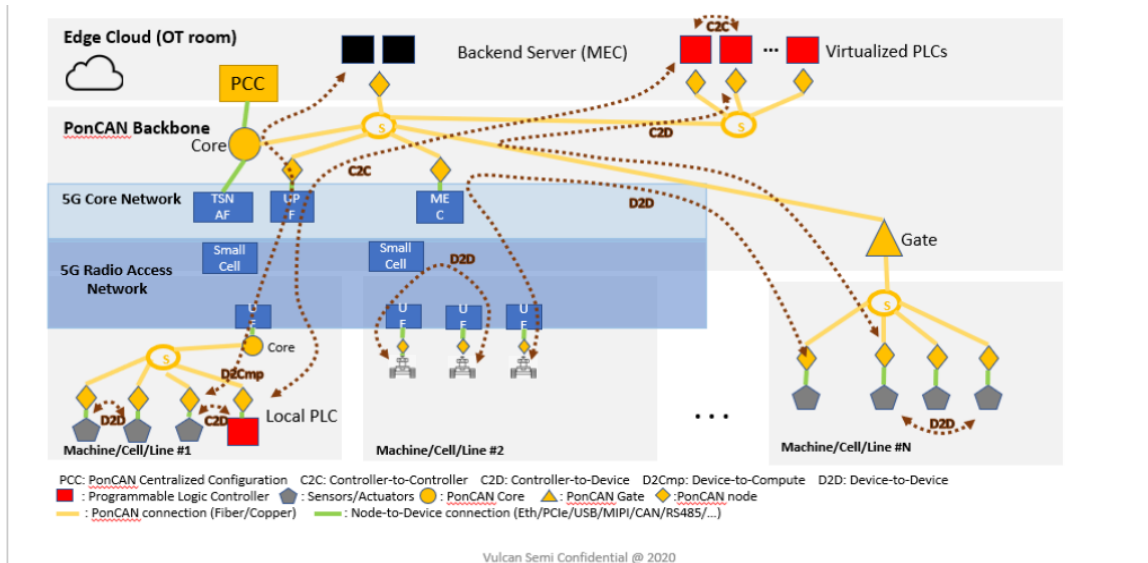 Edge Cloud (OT room)
Backend Server (MEC)
C2C
... Virtualized PLCs
PCC
PonCAN Backbone
Core
S
S
C2D
C2C
5G Core Network
TSN
AF
UP
F
ME
C
D2D
Gate
Small
Cell
Small
Cell
D2D
5G Radio Access
Network
U
E
U
E
U
E
U
E
S
Core
S
D2Cmp
D2D
C2D
Local PLC
...
D2D
Machine/Cell/Line #1
Machine/Cell/Line #2
Machine/Cell/Line #N
PCC: PonCAN Centralized Configuration C2C: Controller-to-Controller C2D: Controller-to-Device D2Cmp: Device-to-Compute D2D: Device-to-Device
: Programmable Logic Controller : Sensors/Actuators : PonCAN Core : PonCAN Gate :PonCAN node
: PonCAN connection (Fiber/Copper) : Node-to-Device connection (Eth/PCIe/USB/MIPI/CAN/RS485/...)
Vulcan Semi Confidential @ 2020